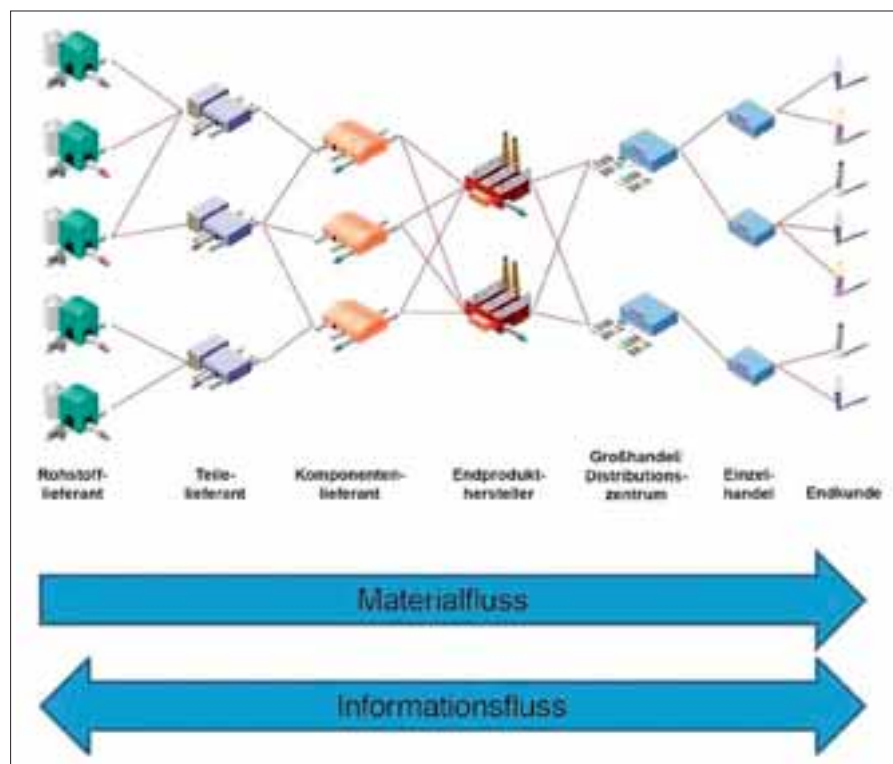 Rohstoff-
lieferant
Teile-
lieferant
Komponenten-
lieferant
Endprodukt-
hersteller
Großhandel/
Distributions-
zentrum
Einzel-
handel
Endkunde
Materialfluss
Informationsfluss